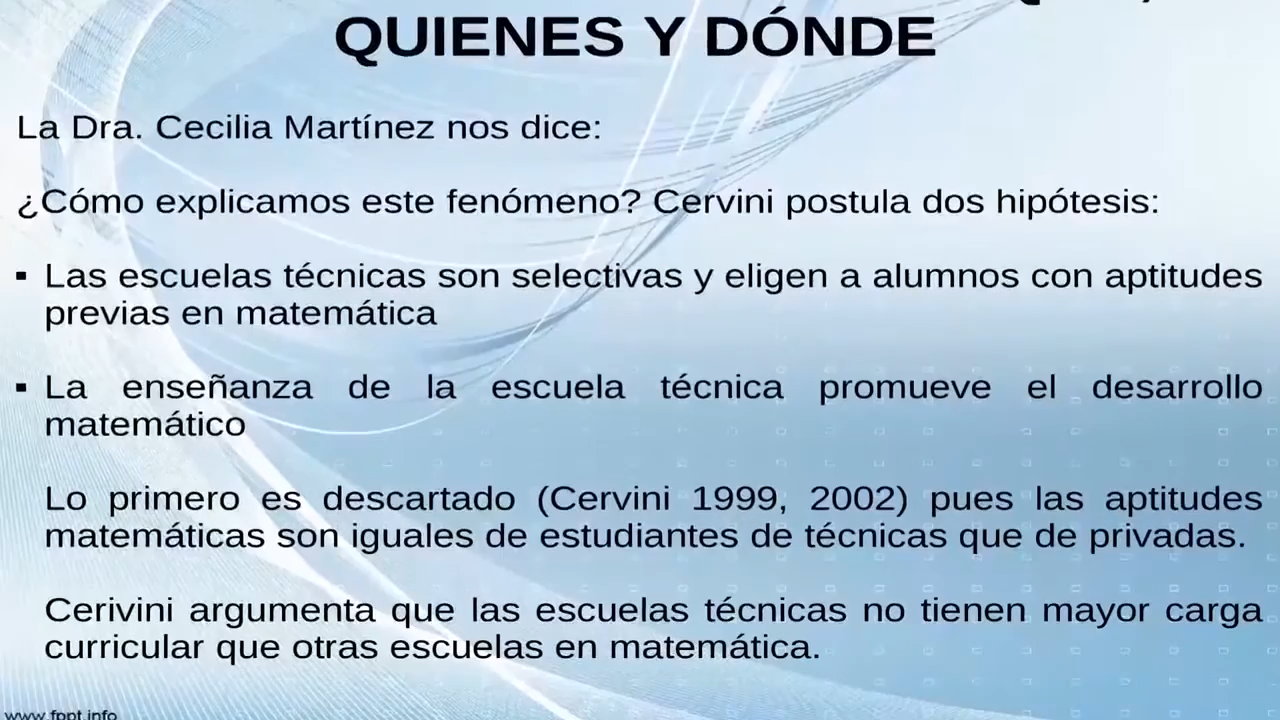 QUIENES Y DÓNDE
La Dra. Cecilia Martínez nos dice:
¿Cómo explicamos este fenómeno? Cervini postula dos hipótesis:
▪ Las escuelas técnicas son selectivas y eligen a alumnos con aptitudes
previas en matemática
▪ La enseñanza de la escuela técnica promueve el desarrollo
matemático
Lo primero es descartado (Cervini 1999, 2002) pues las aptitudes
matemáticas son iguales de estudiantes de técnicas que de privadas.
Cerivini argumenta que las escuelas técnicas no tienen mayor carga
curricular que otras escuelas en matemática.
www.fppt.info